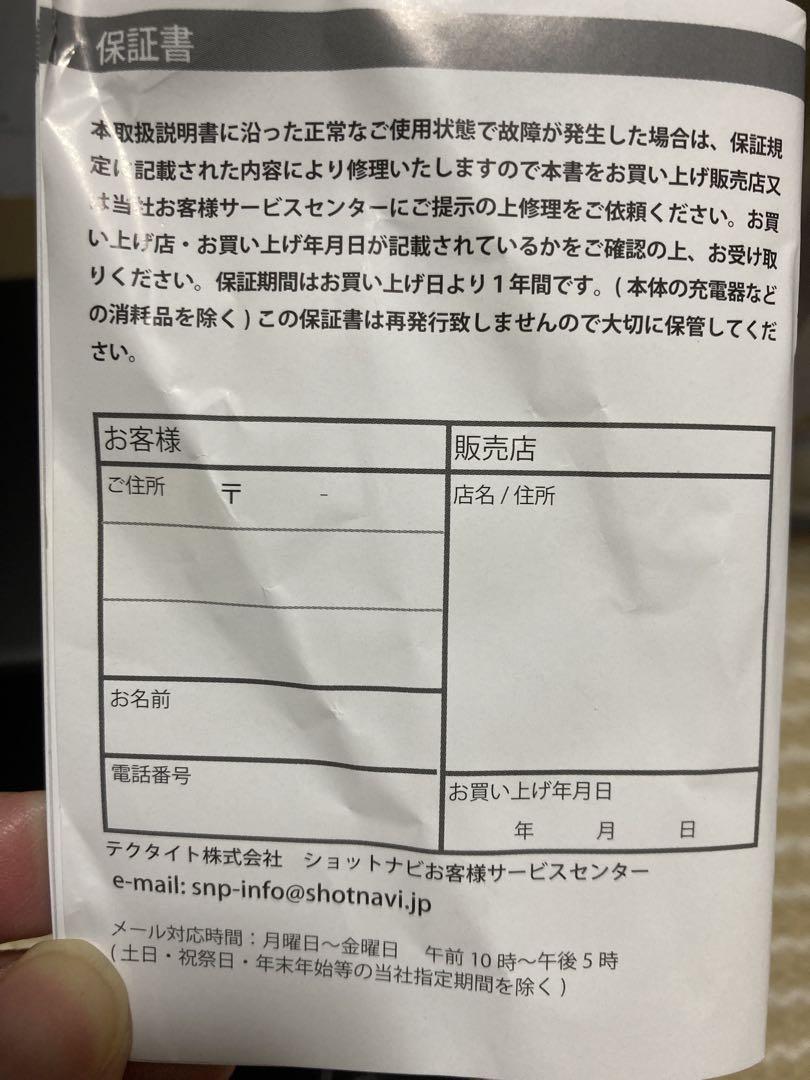 保証書
本取扱説明書に沿った正常なご使用状態で故障が発生した場合は、保証規
定に記載された内容により修理いたしますので本書をお買い上げ販売店又
は当社お客様サービスセンターにご提示の上修理をご依頼ください。お買
い上げ店・お買い上げ年月日が記載されているかをご確認の上、お受け取
りください。保証期間はお買い上げ日より1年間です。(本体の充電器など
の消耗品を除く)この保証書は再発行致しませんので大切に保管してくだ
さい。
お客様
ご住所 〒 -
お名前
電話番号
販売店
店名/住所
お買い上げ年月日
年 月 日
テクタイト株式会社 ショットナビお客様サービスセンター
e-mail: snp-info@shotnavi.jp
メール対応時間：月曜日〜金曜日 午前10時〜午後5時
(土日・祝祭日・年末年始等の当社指定期間を除く)